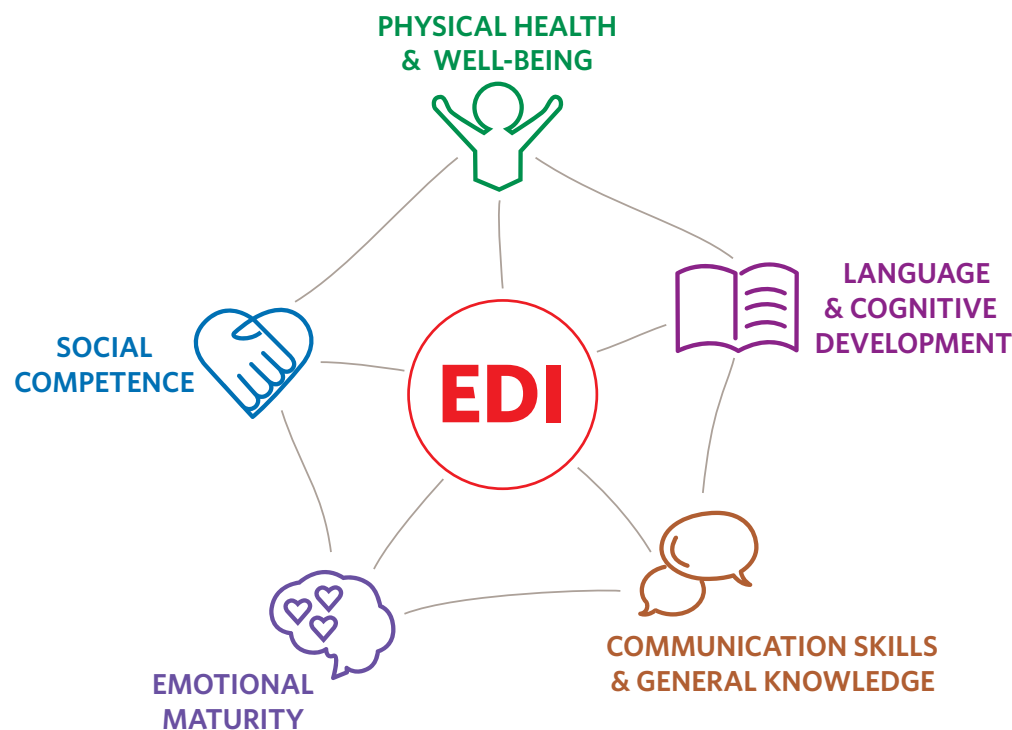 PHYSICAL HEALTH
& WELL-BEING
LANGUAGE
& COGNITIVE
DEVELOPMENT
SOCIAL
COMPETENCE
EDI
COMMUNICATION SKILLS
& GENERAL KNOWLEDGE
EMOTIONAL
MATURITY